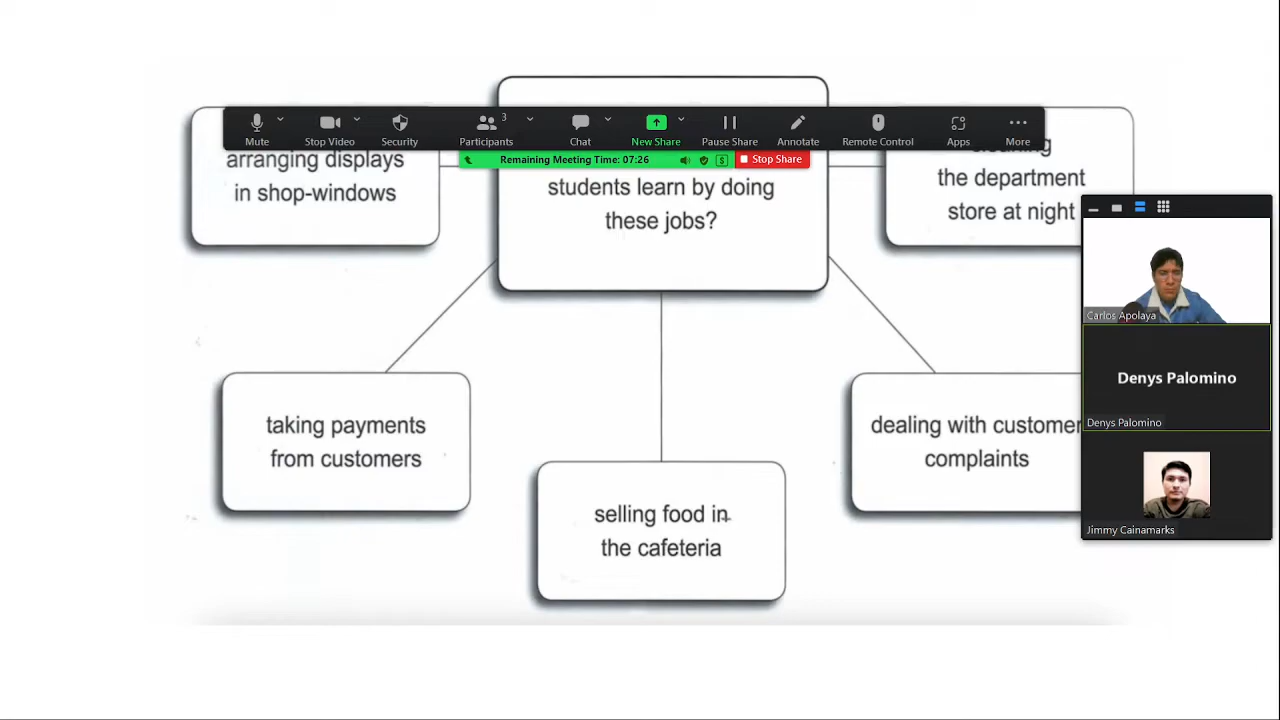 3
Mute
Stop Video
Security
Participants
Chat
New Share
Pause Share
Annotate
Remote Control
Apps
More
Remaining Meeting Time: 07:26
Stop Share
arranging displays
in shop-windows
students learn by doing
these jobs?
cleaning
the department
store at night
taking payments
from customers
selling food in
the cafeteria
dealing with customer
complaints
Carlos Apolaya
Denys Palomino
Denys Palomino
Jimmy Cainamarks